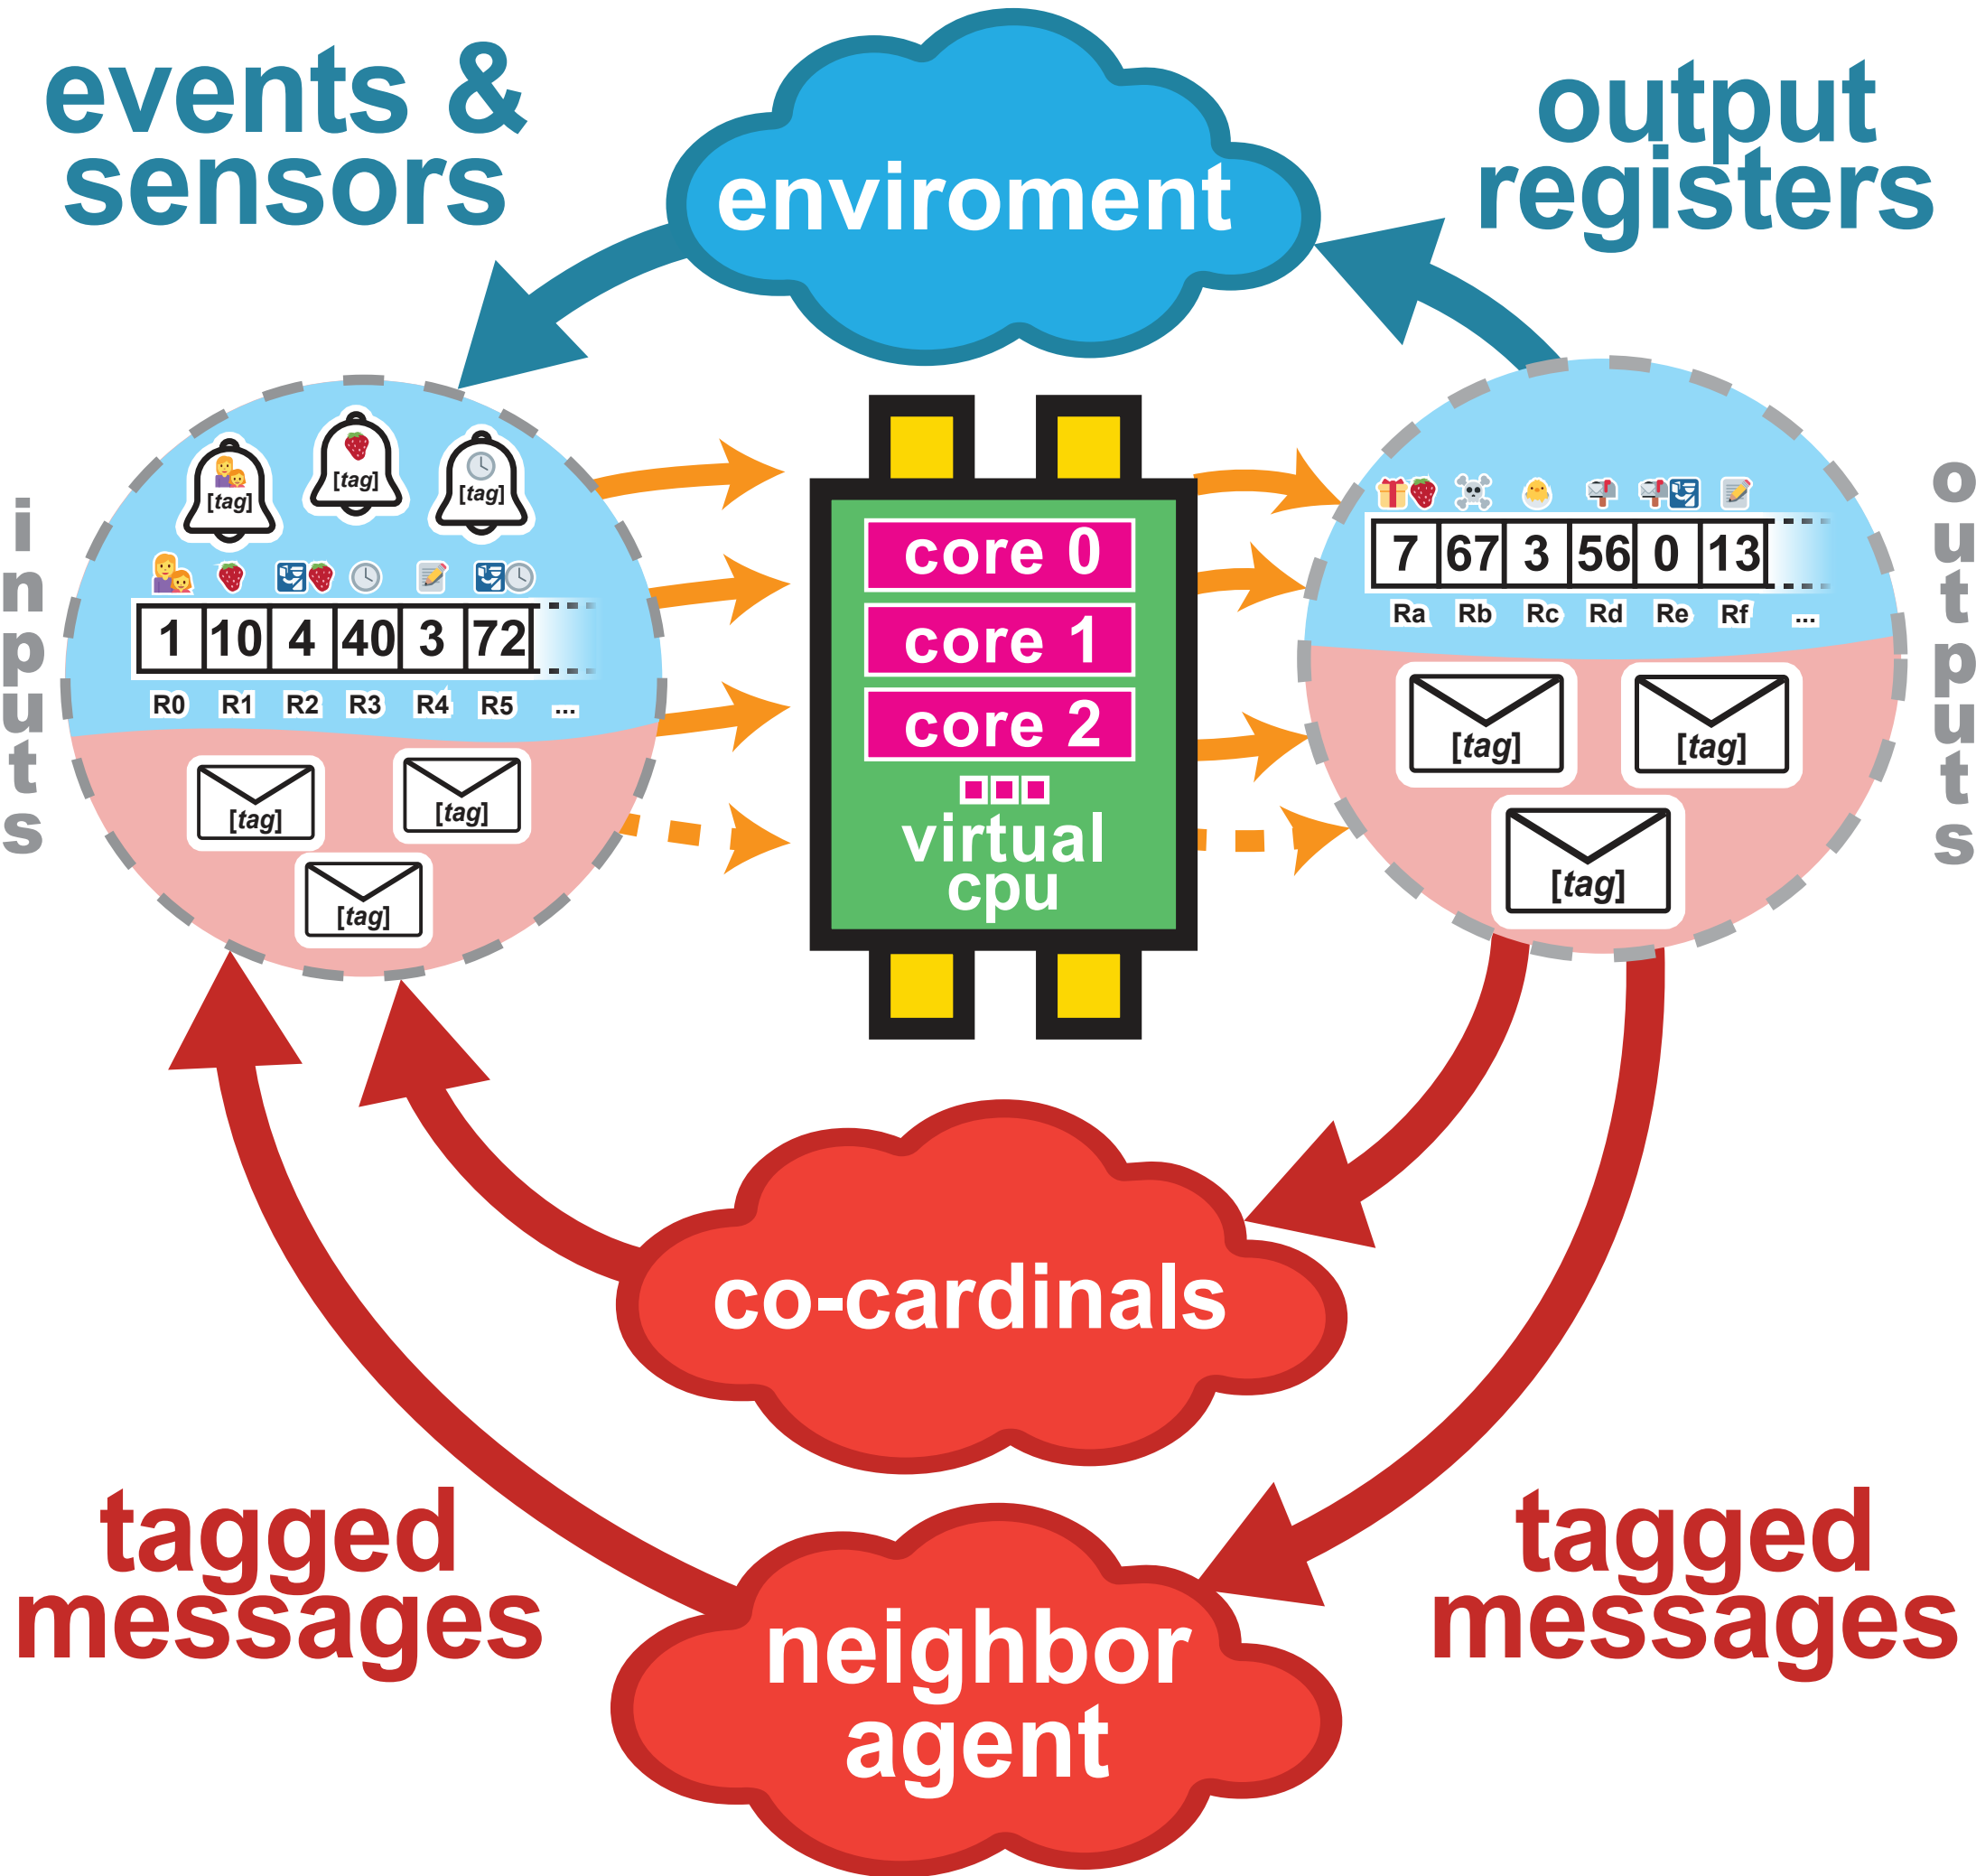 events &
sensors
enviroment
output
registers
inputs
[tag]
[tag]
[tag]
1 10 4 40 3 72
R0 R1 R2 R3 R4 R5 ...
[tag]
[tag]
[tag]
core 0
core 1
core 2
virtual
cpu
7 67 3 56 0 13
Ra Rb Rc Rd Re Rf ...
[tag]
[tag]
[tag]
outputs
co-cardinals
tagged
messages
neighbor
agent
tagged
messages